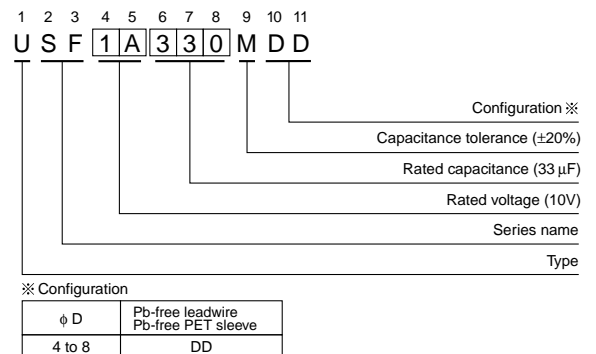 1 2 3 4 5 6 7 8 9 10 11
U S F 1 A 3 3 0 M D D
Configuration ※
Capacitance tolerance (±20%)
Rated capacitance (33 µF)
Rated voltage (10V)
Series name
Type
※ Configuration
ϕ D
Pb-free leadwire
Pb-free PET sleeve
4 to 8
DD